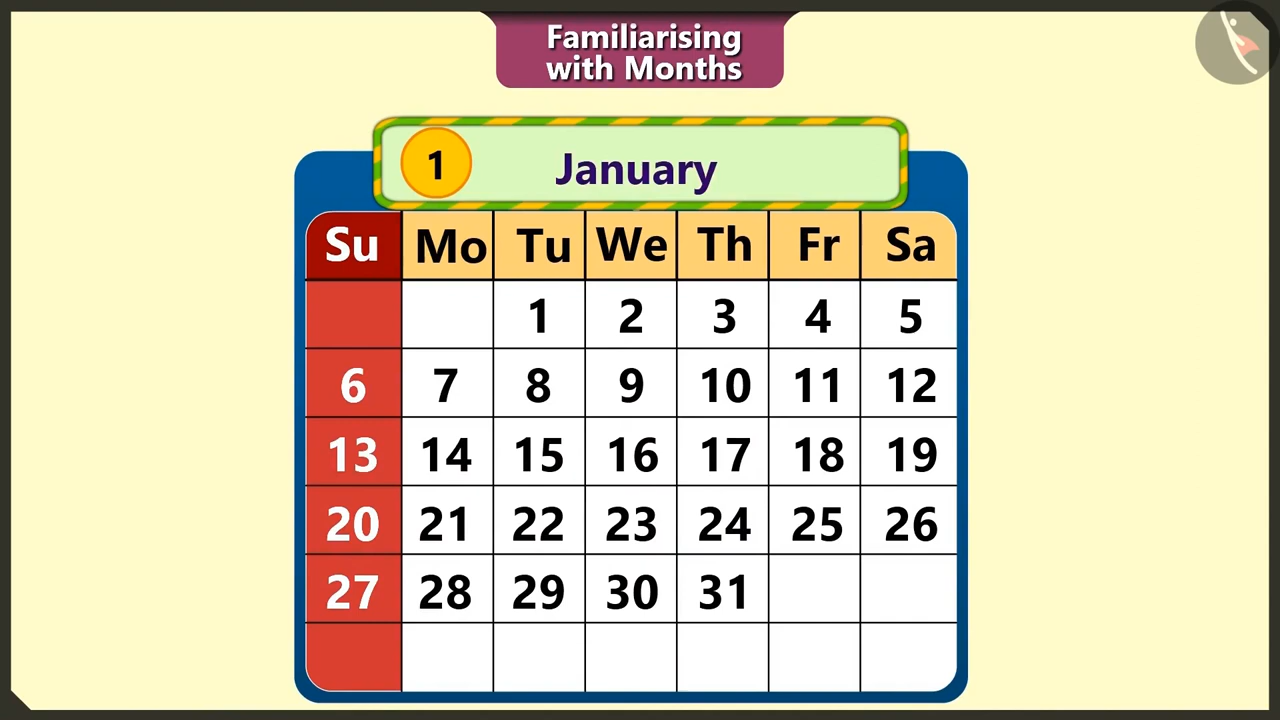 Familiarising
with Months
1 January
Su Mo Tu We Th Fr Sa
1 2 3 4 5
6 7 8 9 10 11 12
13 14 15 16 17 18 19
20 21 22 23 24 25 26
27 28 29 30 31